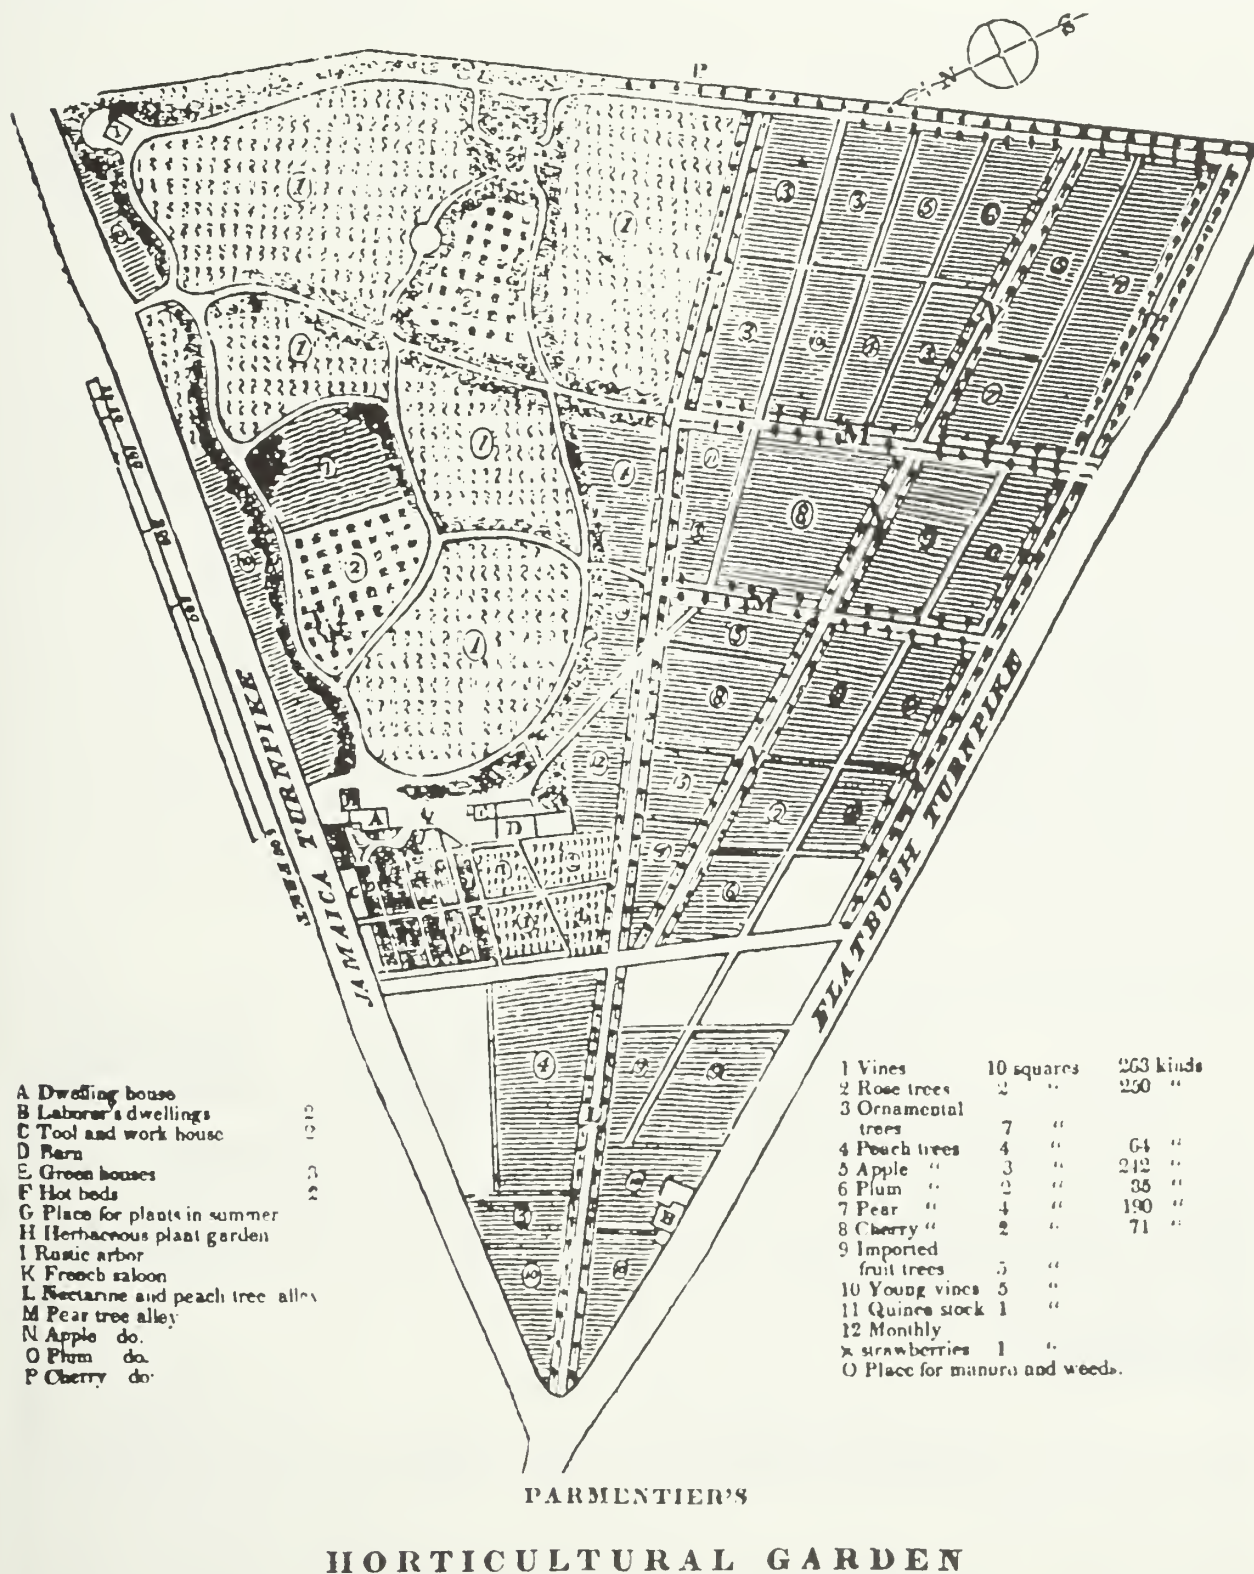 P
S
N
JAMAICA TURNPIKE
FLATBUSH TURNPIKE
A Dwelling house
B Laborer's dwellings 2
C Tool and work house 2
D Barn
E Green houses 3
F Hot beds 2
G Place for plants in summer
H Herbaceous plant garden
I Rustic arbor
K French saloon
L Nectarine and peach tree alley
M Pear tree alley
N Apple do.
O Plum do.
P Cherry do.
1 Vines 10 squares 263 kinds
2 Rose trees 2 “ 250 “
3 Ornamental
trees 7 “
4 Peach trees 4 “ 64 “
5 Apple “ 3 “ 242 “
6 Plum “ 2 “ 35 “
7 Pear “ 4 “ 190 “
8 Cherry “ 2 “ 71 “
9 Imported
fruit trees 5 “
10 Young vines 5 “
11 Quince stock 1 “
12 Monthly
x strawberries 1 “
O Place for manure and weeds.
PARMENTIER'S
HORTICULTURAL GARDEN